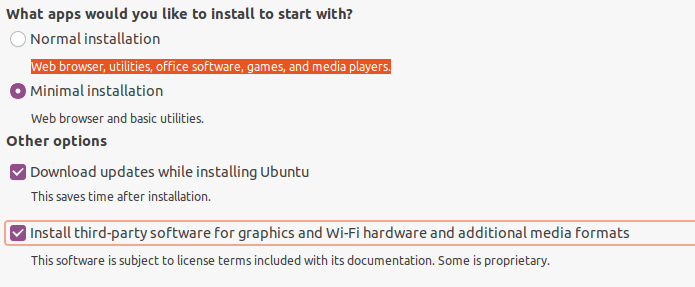 What apps would you like to install to start with?
Normal installation
Web browser, utilities, office software, games, and media players.
Minimal installation
Web browser and basic utilities.
Other options
Download updates while installing Ubuntu
This saves time after installation.
Install third-party software for graphics and Wi-Fi hardware and additional media formats
This software is subject to license terms included with its documentation. Some is proprietary.